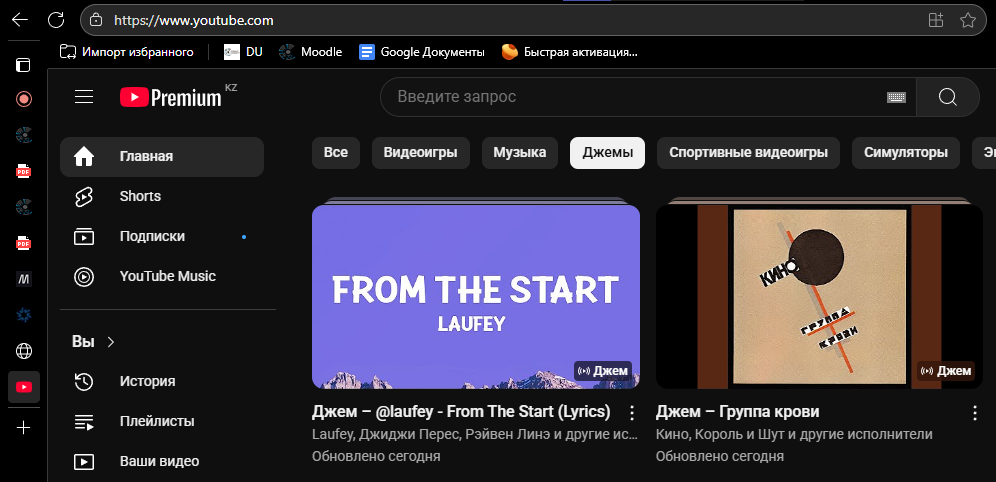 https://www.youtube.com
Импорт избранного
DU
Moodle
Google Документы
Быстрая активация...
Premium KZ
Введите запрос
Главная
Shorts
Подписки
YouTube Music
Вы
История
Плейлисты
Ваши видео
Все
Видеоигры
Музыка
Джемы
Спортивные видеоигры
Симуляторы
FROM THE START
LAUFEY
Джем
Джем – @laufey - From The Start (Lyrics)
Laufey, Джиджи Перес, Рэйвен Линэ и другие ис...
Обновлено сегодня
КИНО
ГРУППА
КРОВИ
Джем
Джем – Группа крови
Кино, Король и Шут и другие исполнители
Обновлено сегодня
PDF
PDF